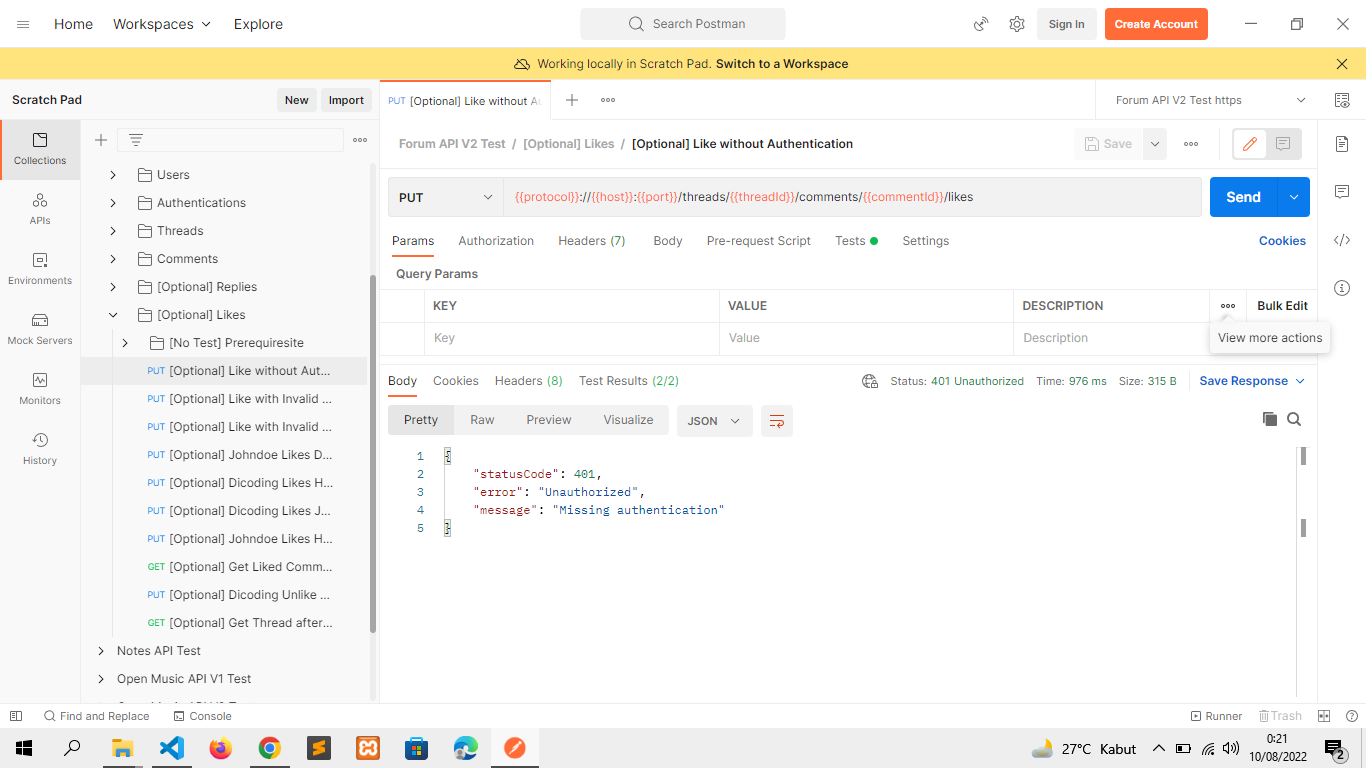 Home Workspaces Explore Search Postman Sign In Create Account
Working locally in Scratch Pad. Switch to a Workspace
Scratch Pad New Import
PUT [Optional] Like without Au
Forum API V2 Test https
Collections
APIs
Environments
Mock Servers
Monitors
History
Users
Authentications
Threads
Comments
[Optional] Replies
[Optional] Likes
[No Test] Prerequiresite
PUT [Optional] Like without Aut...
PUT [Optional] Like with Invalid ...
PUT [Optional] Like with Invalid ...
PUT [Optional] Johndoe Likes D...
PUT [Optional] Dicoding Likes H...
PUT [Optional] Dicoding Likes J...
PUT [Optional] Johndoe Likes H...
GET [Optional] Get Liked Comm...
PUT [Optional] Dicoding Unlike ...
GET [Optional] Get Thread after...
Notes API Test
Open Music API V1 Test
Forum API V2 Test / [Optional] Likes / [Optional] Like without Authentication
Save
PUT {{protocol}}://{{host}}:{{port}}/threads/{{threadId}}/comments/{{commentId}}/likes Send
Params Authorization Headers (7) Body Pre-request Script Tests Settings Cookies
Query Params
KEY VALUE DESCRIPTION Bulk Edit
Key Value Description
View more actions
Body Cookies Headers (8) Test Results (2/2) Status: 401 Unauthorized Time: 976 ms Size: 315 B Save Response
Pretty Raw Preview Visualize JSON
1 {
2 "statusCode": 401,
3 "error": "Unauthorized",
4 "message": "Missing authentication"
5 }
Find and Replace Console Runner Trash
27°C Kabut
0:21
10/08/2022
2